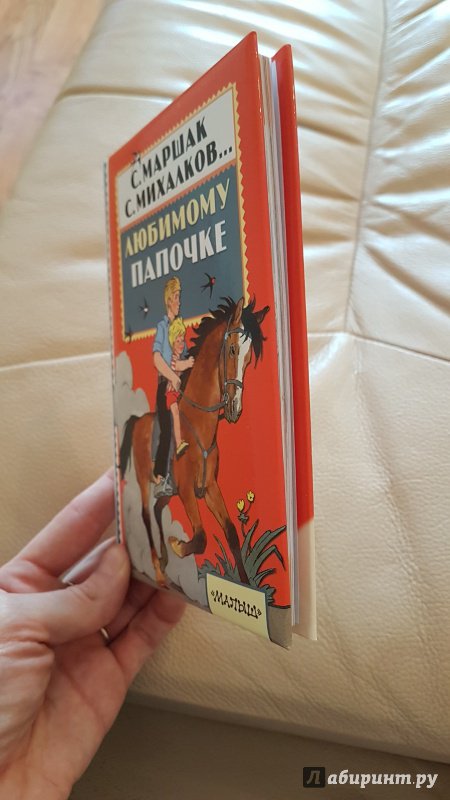 С. МАРШАК
С. МИХАЛКОВ...
ЛЮБИМОМУ
ПАПОЧКЕ
«МАЛЫШ»
Лабиринт.ру